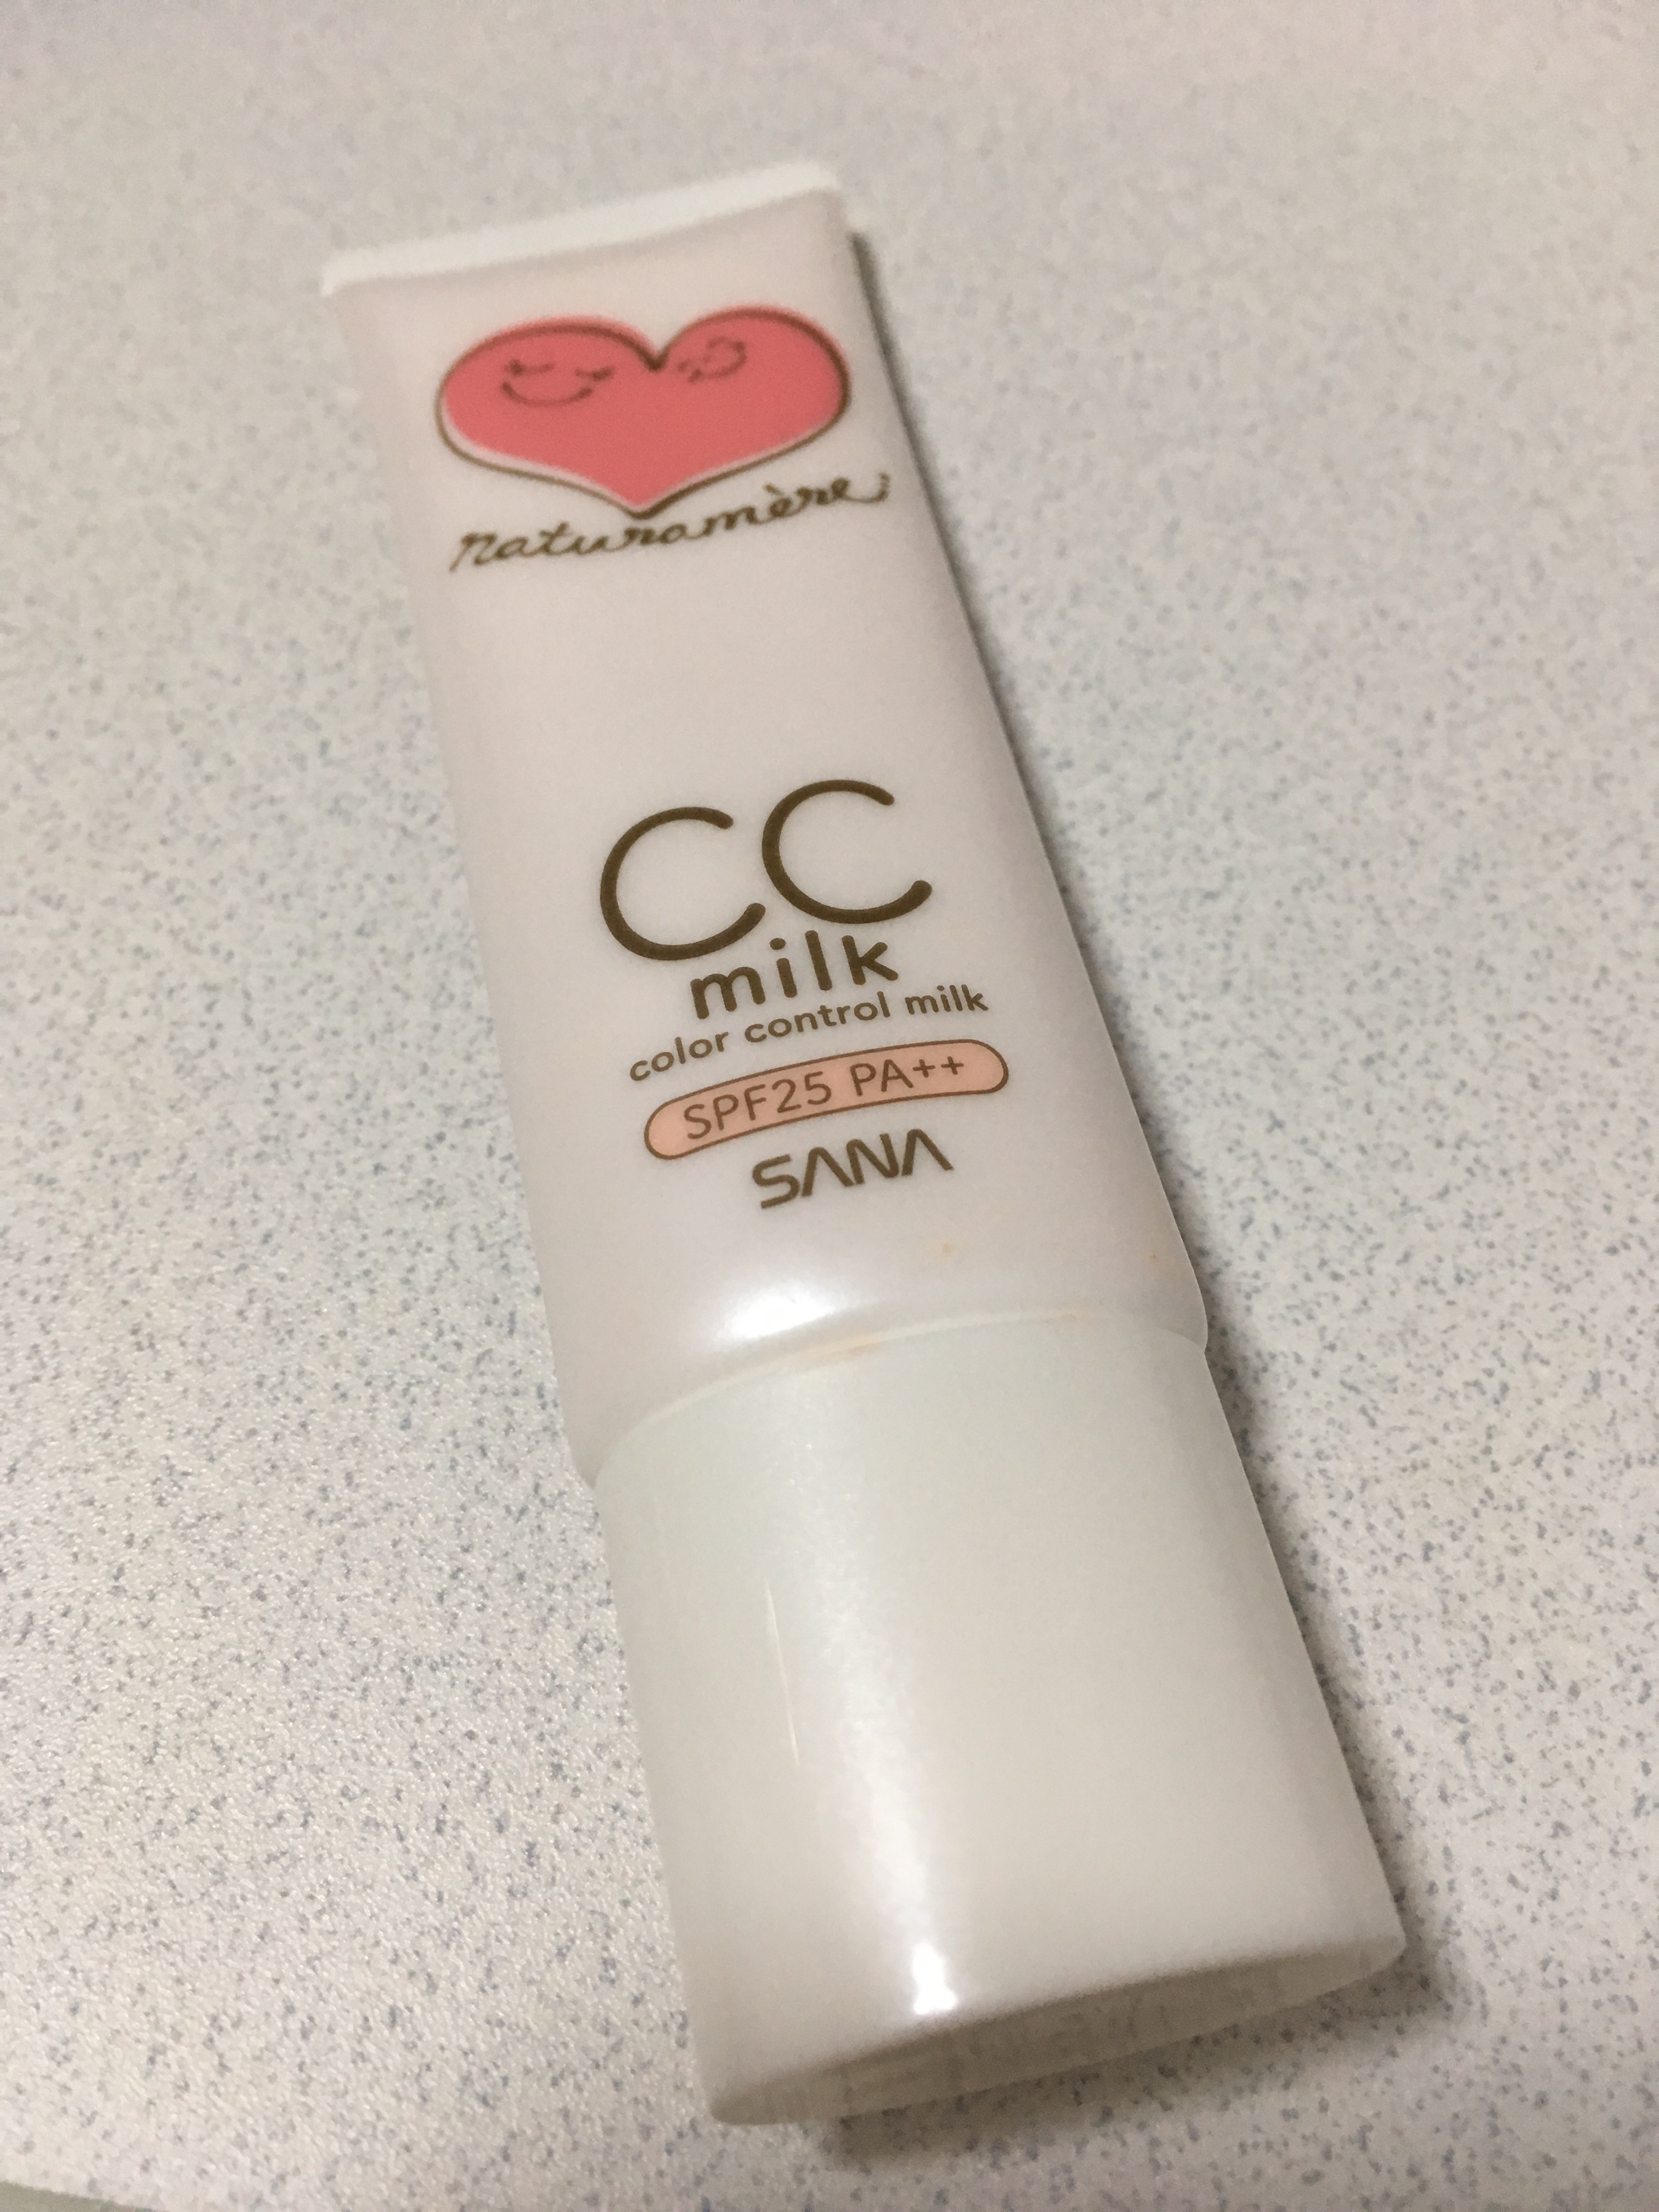 naturamère
CC
milk
color control milk
SPF25 PA++
SANA